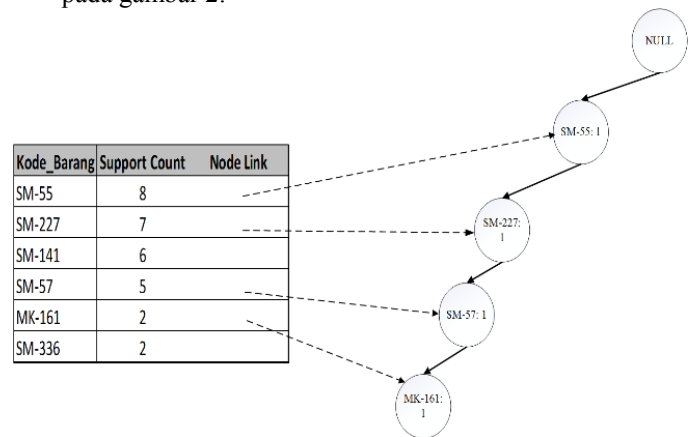 pada gambar 2.
NULL
SM-55: 1
Kode_Barang Support Count Node Link
SM-55 8
SM-227 7
SM-227:
1
SM-141 6
SM-57 5
SM-57: 1
MK-161 2
SM-336 2
MK-161:
1